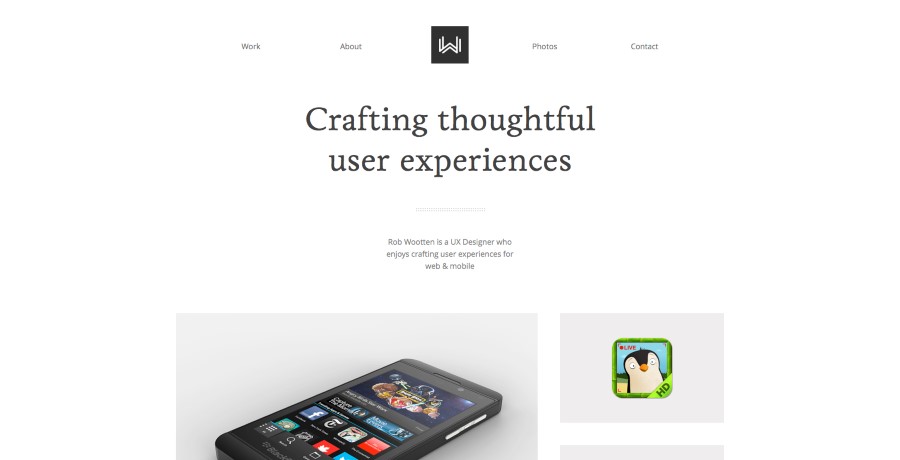 Work
About
Photos
Contact
Crafting thoughtful
user experiences
Rob Wootten is a UX Designer who
enjoys crafting user experiences for
web & mobile
LIVE
HD